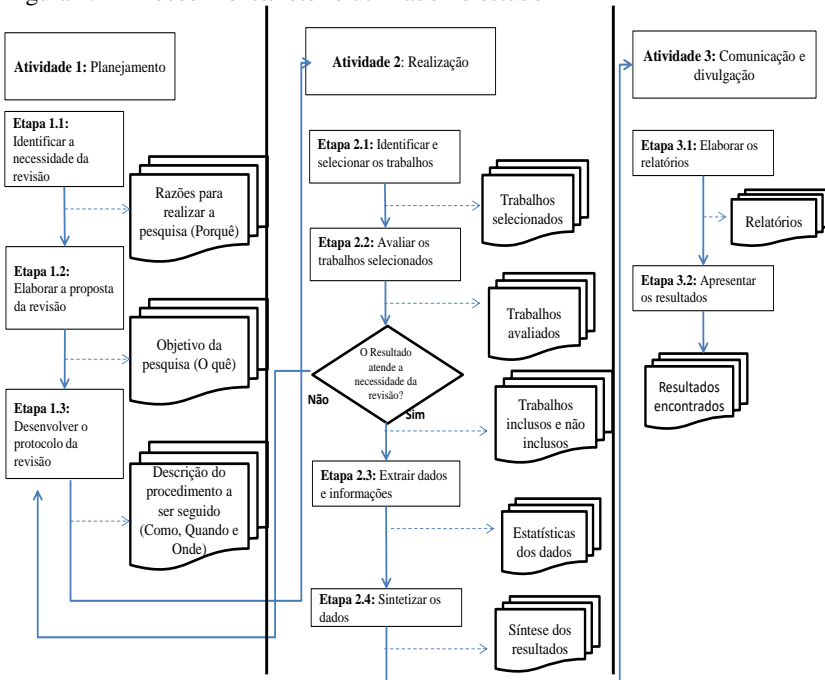 Atividade 1: Planejamento
Etapa 1.1:
Identificar a
necessidade da
revisão
Razões para
realizar a
pesquisa (Porquê)
Etapa 1.2:
Elaborar a proposta
da revisão
Objetivo da
pesquisa (O quê)
Etapa 1.3:
Desenvolver o
protocolo da
revisão
Descrição do
procedimento a
ser seguido
(Como, Quando e
Onde)
Atividade 2: Realização
Etapa 2.1: Identificar e
selecionar os trabalhos
Trabalhos
selecionados
Etapa 2.2: Avaliar os
trabalhos selecionados
Trabalhos
avaliados
O Resultado
atende a
necessidade da
revisão?
Não
Sim
Trabalhos
inclusos e não
inclusos
Etapa 2.3: Extrair dados
e informações
Estatísticas
dos dados
Etapa 2.4: Sintetizar os
dados
Síntese dos
resultados
Atividade 3: Comunicação e
divulgação
Etapa 3.1: Elaborar os
relatórios
Relatórios
Etapa 3.2: Apresentar
os resultados
Resultados
encontrados